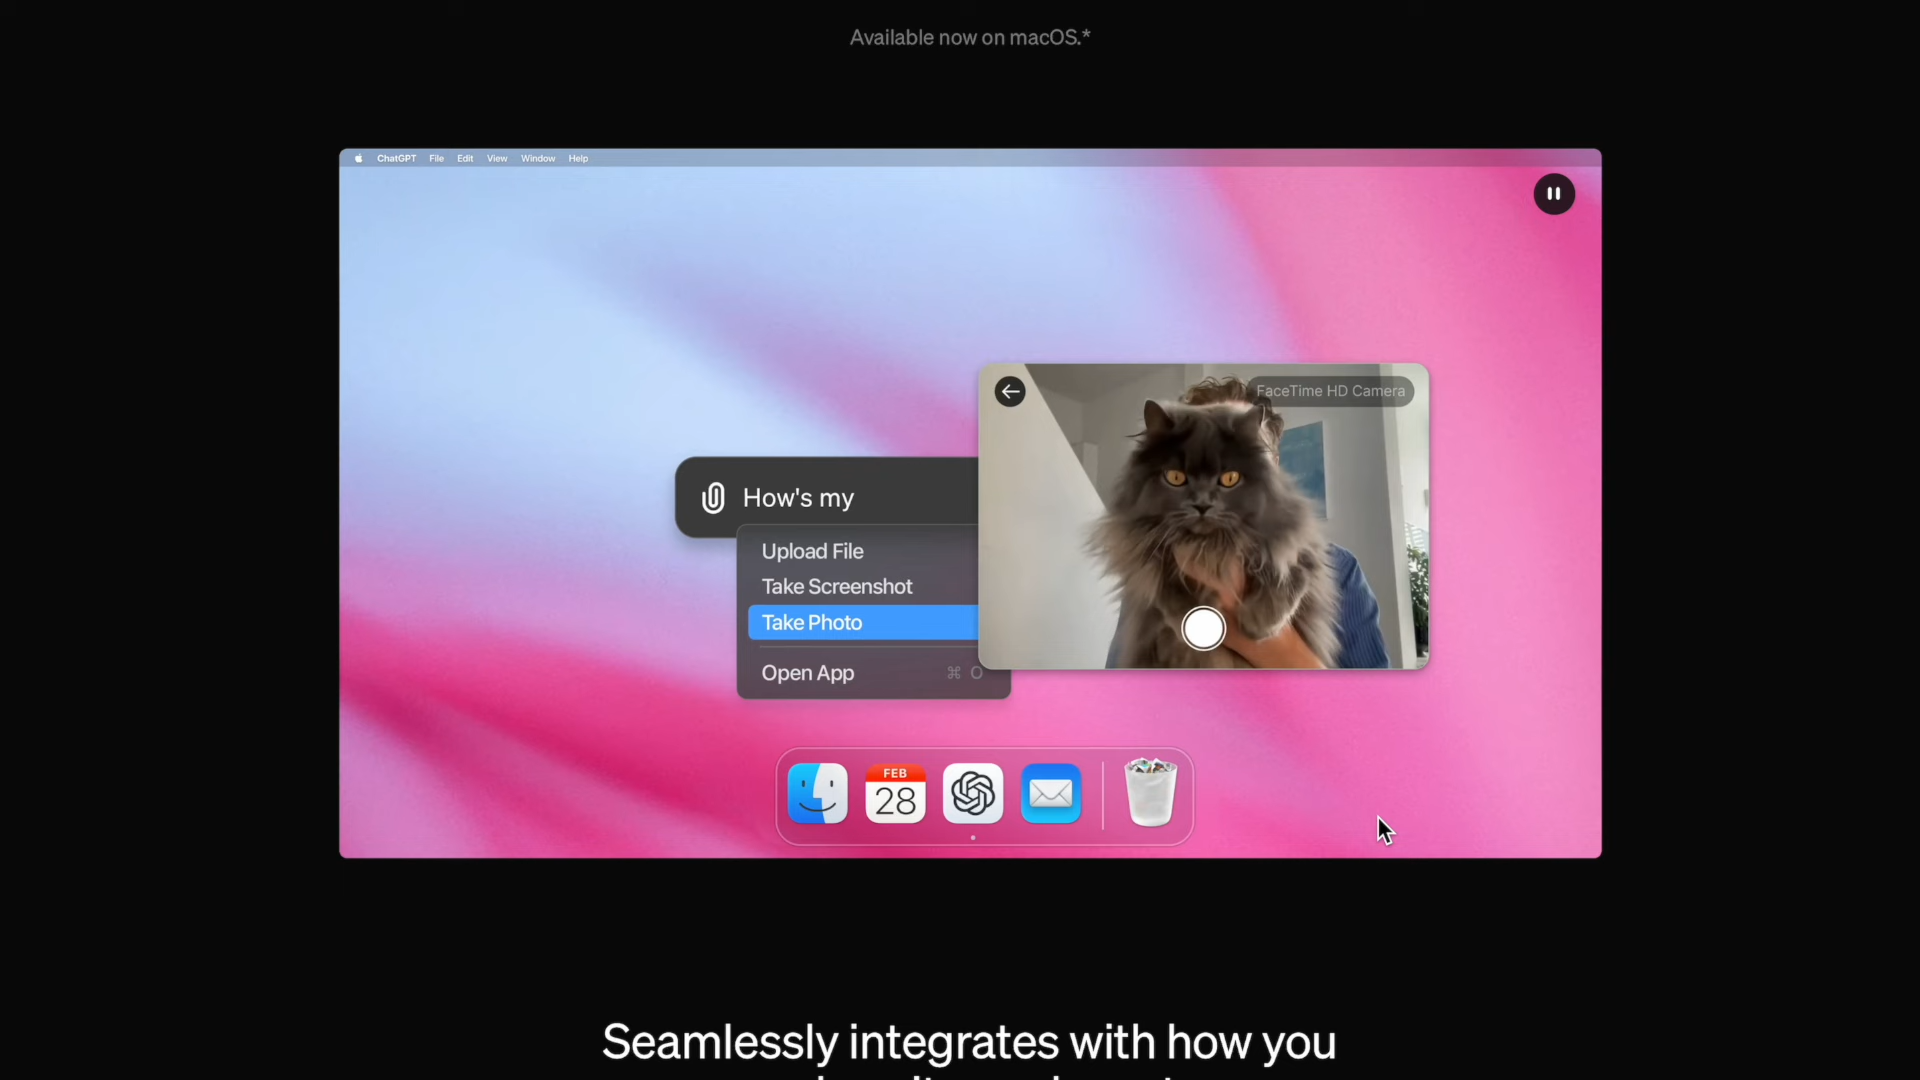 Available now on macOS.*
ChatGPT File Edit View Window Help
FaceTime HD Camera
How's my
Upload File
Take Screenshot
Take Photo
Open App ⌘ O
FEB
28
Seamlessly integrates with how you